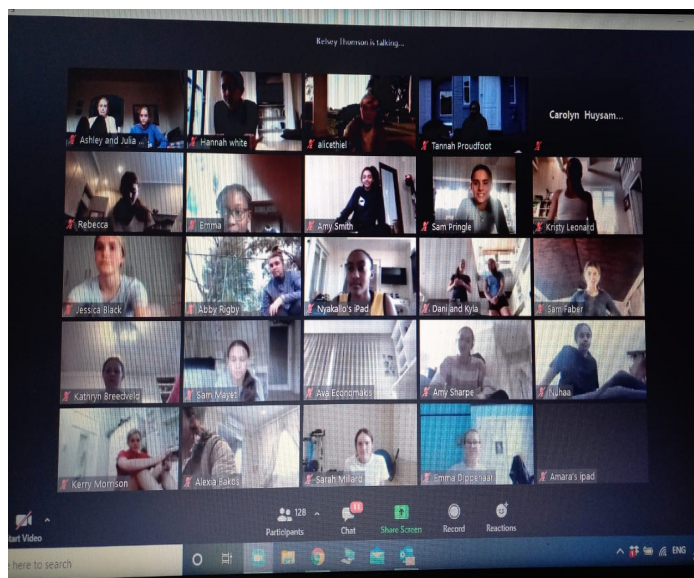 Kelsey Thomson is talking...
Ashley and Julia ...
Hannah white
alicethiel
Tannah Proudfoot
Carolyn Huysam...
Rebecca
Emma
Amy Smith
Sam Pringle
Kristy Leonard
Jessica Black
Abby Rigby
Nyakallo's iPad
Dani and Kyla
Sam Faber
Kathryn Breedveld
Sam Mayet
Ava Economakis
Amy Sharpe
Nuhaa
Kerry Morrison
Alexia Bakos
Sarah Millard
Emma Dippenaar
Amara's ipad
128
11
tart Video
Participants
Chat
Share Screen
Record
Reactions
e here to search
ENG